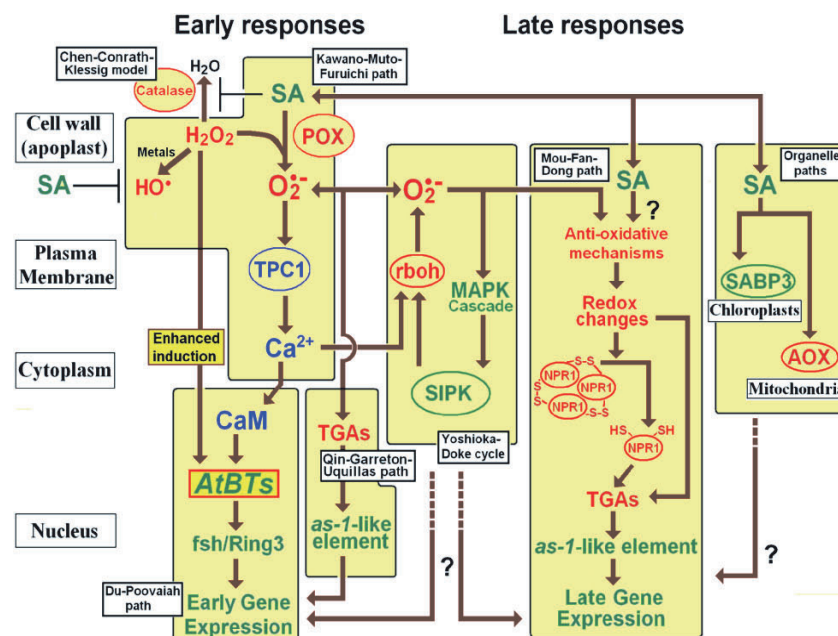 Early responses
Late responses
Chen-Conrath-
Klessig model
H2O
Catalase
Kawano-Muto-
Furuichi path
SA
Cell wall
(apoplast)
H2O2
POX
Metals
SA
HO•
O2•-
O2•-
Mou-Fan-
Dong path
SA
?
Organelle
paths
SA
Plasma
Membrane
TPC1
rboh
MAPK
Cascade
Anti-oxidative
mechanisms
SABP3
Chloroplasts
Redox
changes
Enhanced
induction
Ca2+
Cytoplasm
SIPK
S-S
NPR1
NPR1
S
S
NPR1
S-S
AOX
Mitochondria
CaM
TGAs
HS
SH
NPR1
Qin-Garreton-
Uquillas path
Yoshioka-
Doke cycle
AtBTs
TGAs
Nucleus
fsh/Ring3
as-1-like
element
as-1-like element
?
?
Du-Poovaiah
path
Early Gene
Expression
Late Gene
Expression